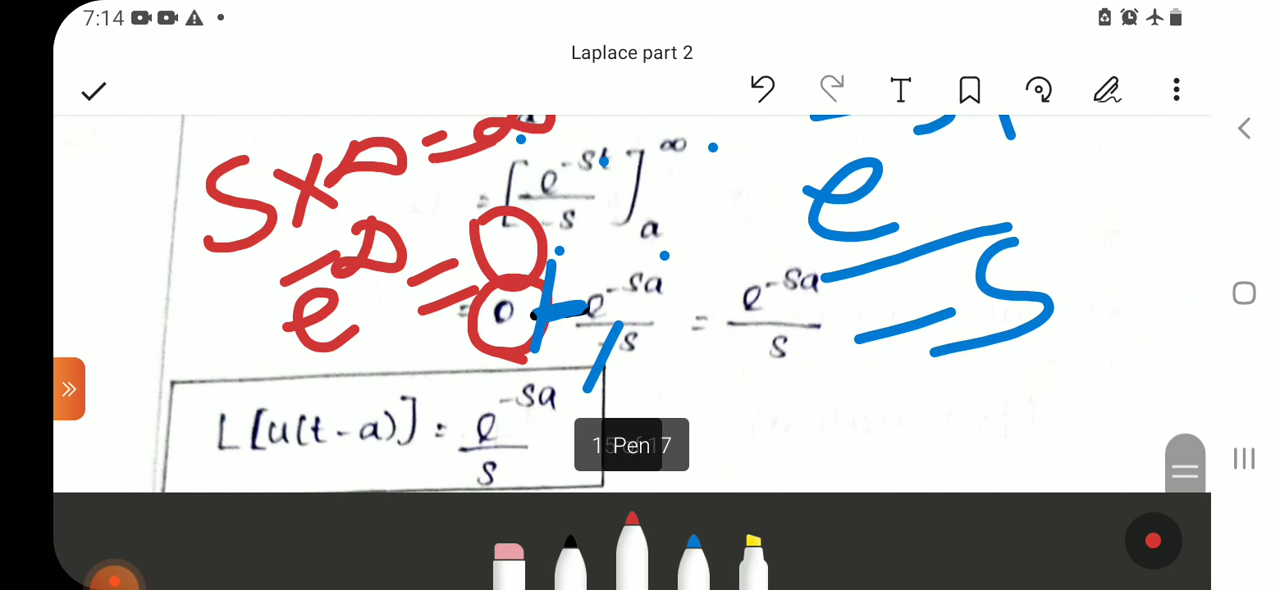 7:14
Laplace part 2
S×∞=∞
= [e^-st / -s]_a^∞
e
e^-∞ = 0
= 0 + e^-sa / s = e^-sa / s
-S
L[u(t-a)] = e^-sa / s
Pen